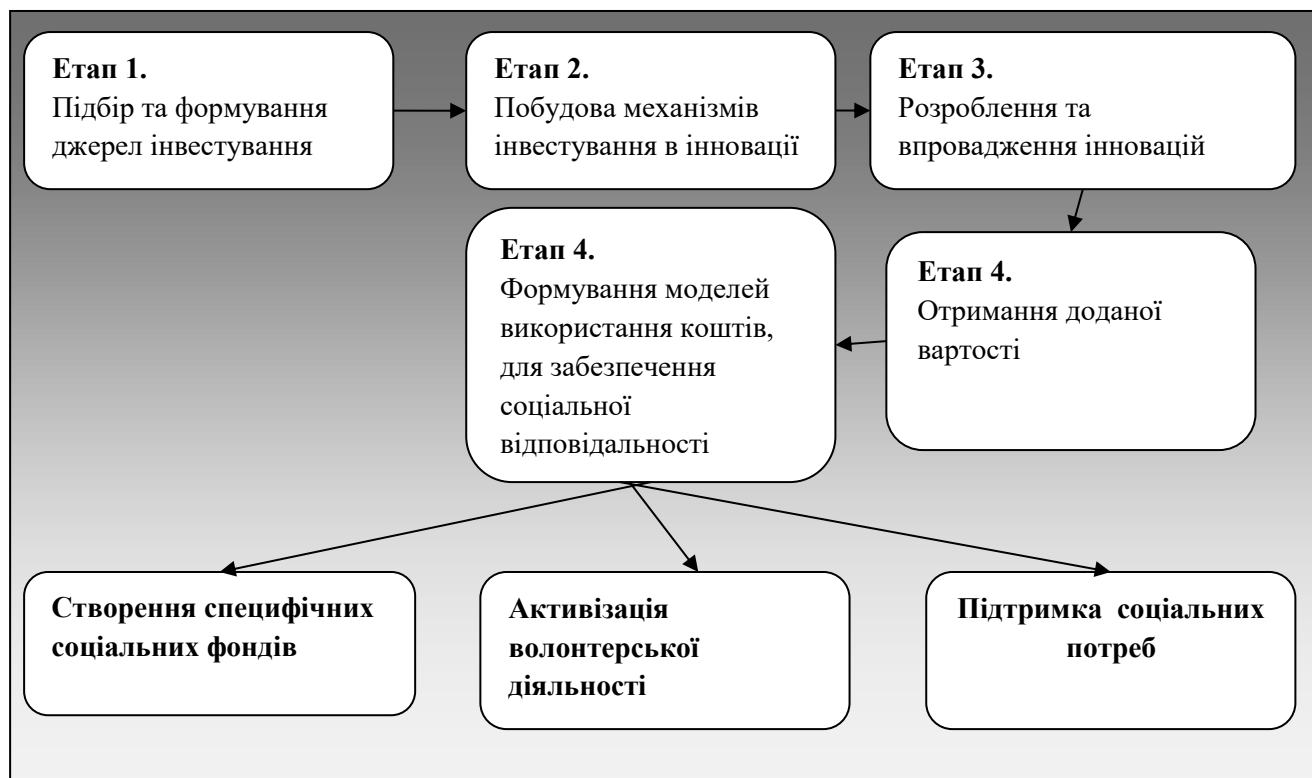 Етап 1.
Підбір та формування
джерел інвестування
Етап 2.
Побудова механізмів
інвестування в інновації
Етап 3.
Розроблення та
впровадження інновацій
Етап 4.
Отримання доданої
вартості
Етап 4.
Формування моделей
використання коштів,
для забезпечення
соціальної
відповідальності
Створення специфічних
соціальних фондів
Активізація
волонтерської
діяльності
Підтримка соціальних
потреб